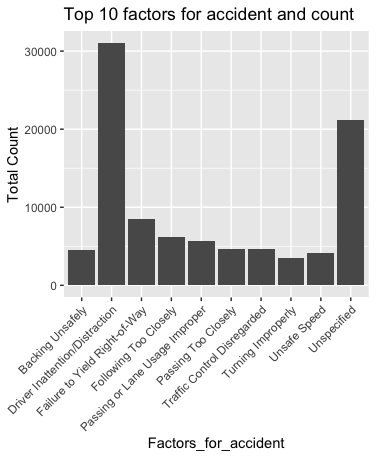 Top 10 factors for accident and count
Total Count
30000
20000
10000
0
Backing Unsafely
Driver Inattention/Distraction
Failure to Yield Right-of-Way
Following Too Closely
Passing or Lane Usage Improper
Passing Too Closely
Traffic Control Disregarded
Turning Improperly
Unsafe Speed
Unspecified
Factors_for_accident